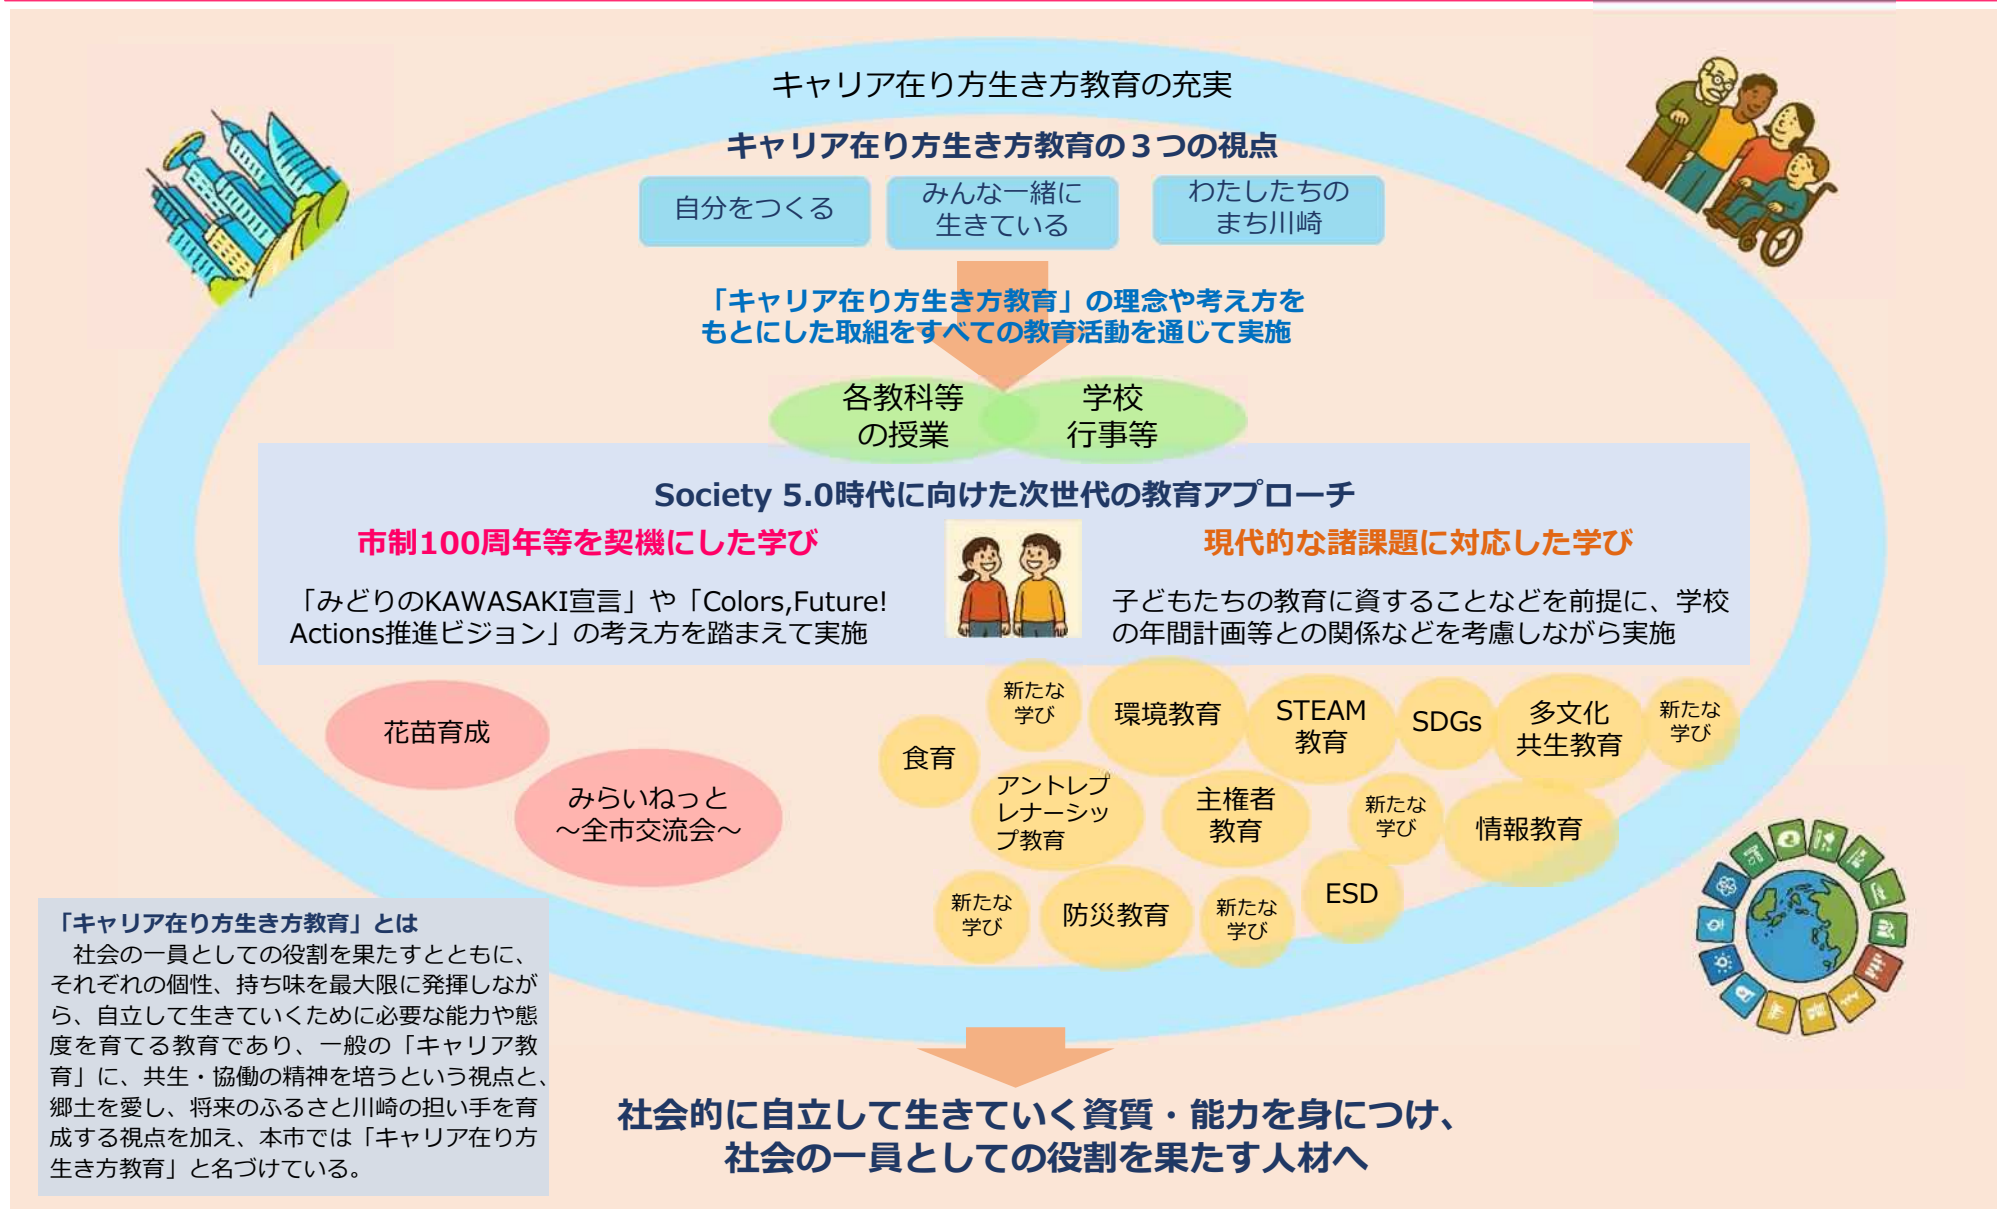 キャリア在り方生き方教育の充実
キャリア在り方生き方教育の３つの視点
自分をつくる
みんな一緒に
生きている
わたしたちの
まち川崎
「キャリア在り方生き方教育」の理念や考え方を
もとにした取組をすべての教育活動を通じて実施
各教科等
の授業
学校
行事等
Society 5.0時代に向けた次世代の教育アプローチ
市制100周年等を契機にした学び
「みどりのKAWASAKI宣言」や「Colors,Future!
Actions推進ビジョン」の考え方を踏まえて実施
現代的な諸課題に対応した学び
子どもたちの教育に資することなどを前提に、学校
の年間計画等との関係などを考慮しながら実施
花苗育成
みらいねっと
～全市交流会～
新たな
学び
環境教育
STEAM
教育
SDGs
多文化
共生教育
新たな
学び
食育
アントレプ
レナーシッ
プ教育
主権者
教育
新たな
学び
情報教育
新たな
学び
防災教育
新たな
学び
ESD
「キャリア在り方生き方教育」とは
　社会の一員としての役割を果たすとともに、
それぞれの個性、持ち味を最大限に発揮しなが
ら、自立して生きていくために必要な能力や態
度を育てる教育であり、一般の「キャリア教
育」に、共生・協働の精神を培うという視点と、
郷土を愛し、将来のふるさと川崎の担い手を育
成する視点を加え、本市では「キャリア在り方
生き方教育」と名づけている。
社会的に自立して生きていく資質・能力を身につけ、
社会の一員としての役割を果たす人材へ